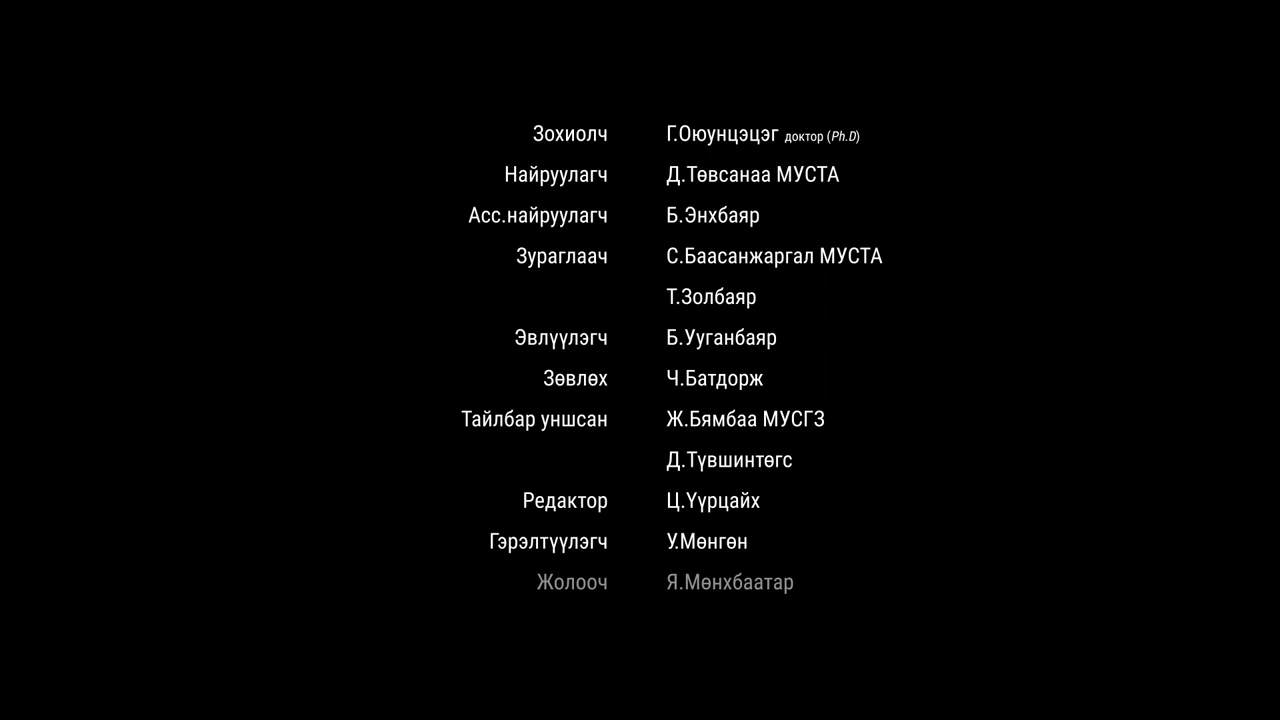 Зохиолч Г.Оюунцэцэг доктор (Ph.D)
Найруулагч Д.Төвсанаа МУСТА
Асс.найруулагч Б.Энхбаяр
Зураглаач С.Баасанжаргал МУСТА
Т.Золбаяр
Эвлүүлэгч Б.Ууганбаяр
Зөвлөх Ч.Батдорж
Тайлбар уншсан Ж.Бямбаа МУСГЗ
Д.Түвшинтөгс
Редактор Ц.Үүрцайх
Гэрэлтүүлэгч У.Мөнгөн
Жолооч Я.Мөнхбаатар